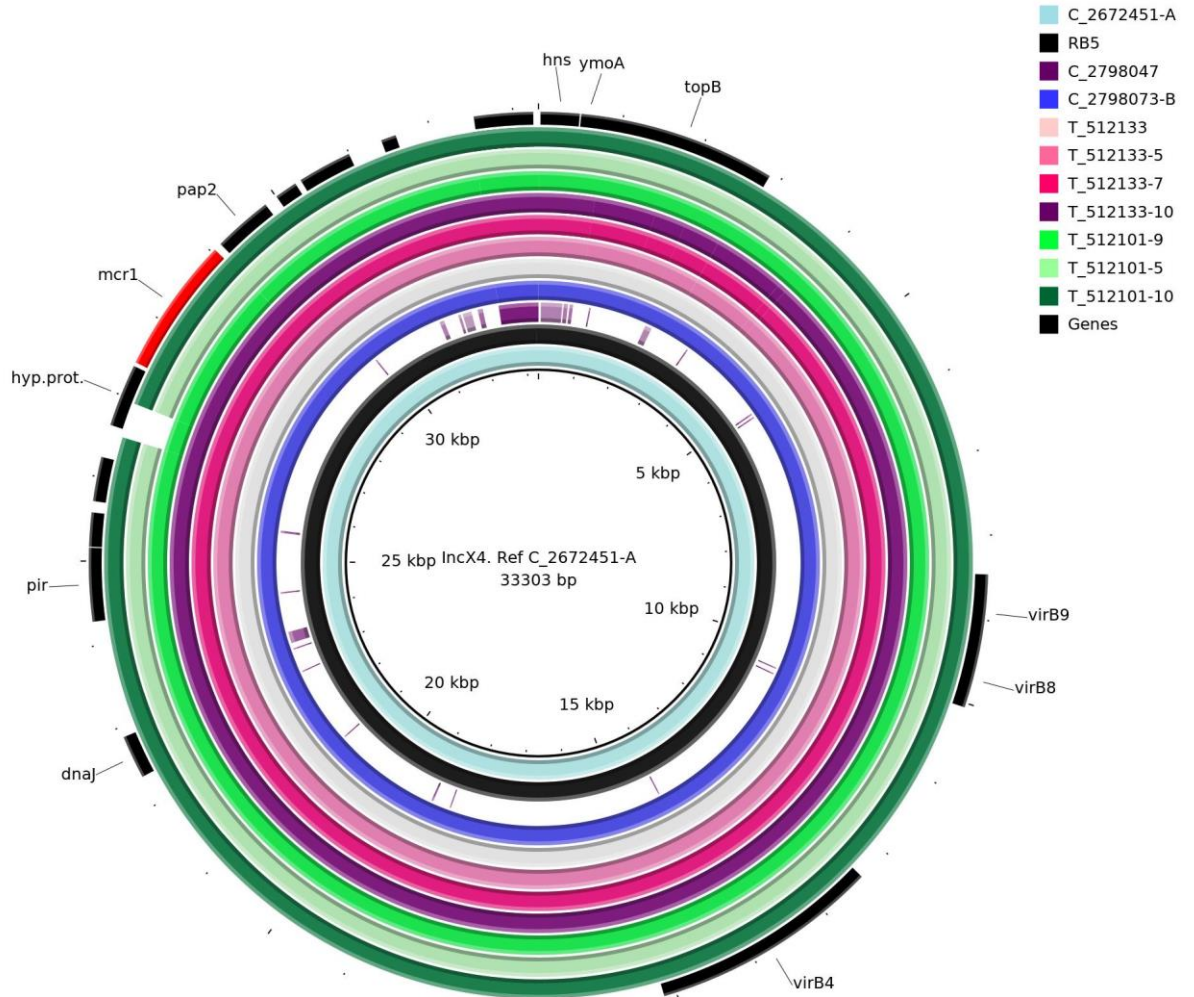 C_2672451-A
RB5
C_2798047
C_2798073-B
T_512133
T_512133-5
T_512133-7
T_512133-10
T_512101-9
T_512101-5
T_512101-10
Genes
hns
ymoA
topB
pap2
mcr1
hyp.prot.
pir
dnaJ
virB9
virB8
virB4
30 kbp
5 kbp
25 kbp
10 kbp
20 kbp
15 kbp
IncX4. Ref C_2672451-A
33303 bp